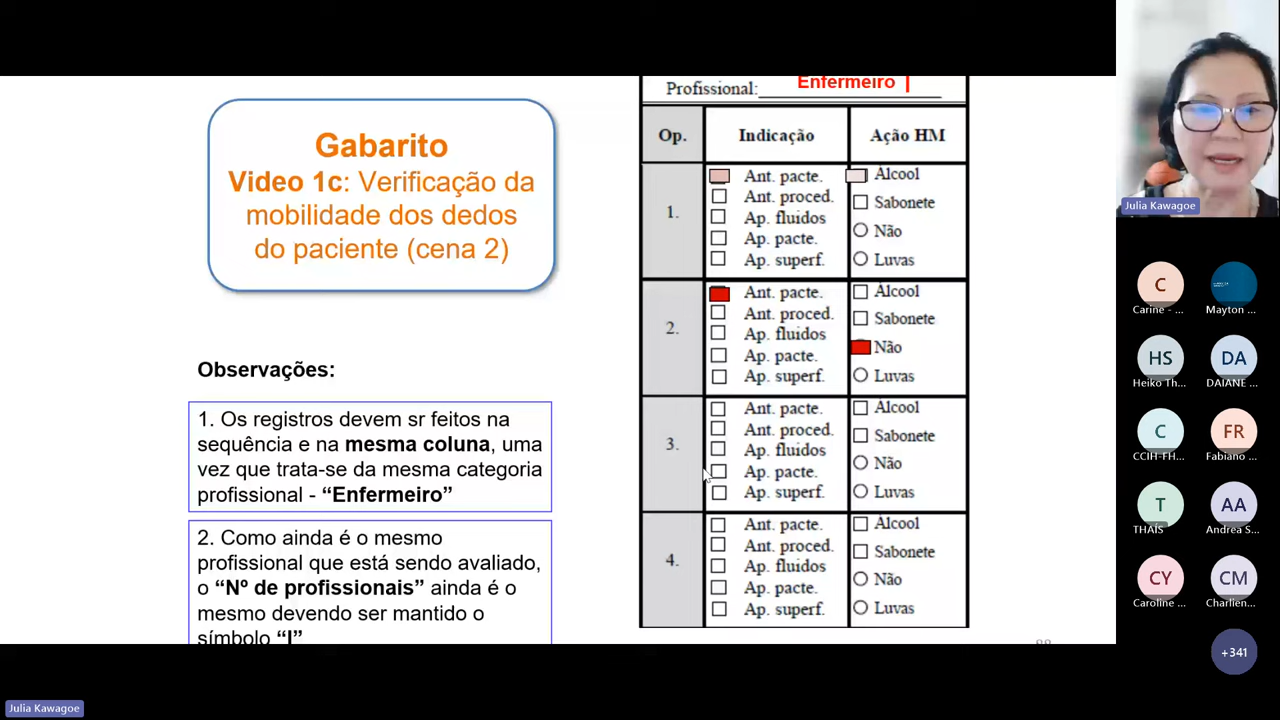 Gabarito
Video 1c: Verificação da
mobilidade dos dedos
do paciente (cena 2)
Observações:
1. Os registros devem sr feitos na
sequência e na mesma coluna, uma
vez que trata-se da mesma categoria
profissional - “Enfermeiro”
2. Como ainda é o mesmo
profissional que está sendo avaliado,
o “Nº de profissionais” ainda é o
mesmo devendo ser mantido o
símbolo “I”
Profissional: Enfermeiro I
Op. Indicação Ação HM
1.
Ant. pacte. Álcool
Ant. proced. Sabonete
Ap. fluidos Não
Ap. pacte. Luvas
Ap. superf.
2.
Ant. pacte. Álcool
Ant. proced. Sabonete
Ap. fluidos Não
Ap. pacte. Luvas
Ap. superf.
3.
Ant. pacte. Álcool
Ant. proced. Sabonete
Ap. fluidos Não
Ap. pacte. Luvas
Ap. superf.
4.
Ant. pacte. Álcool
Ant. proced. Sabonete
Ap. fluidos Não
Ap. pacte. Luvas
Ap. superf.
Julia Kawagoe
C
Carine - ...
Mayton ...
HS
Heiko Th...
DA
DAIANE ...
C
CCIH-FH...
FR
Fabiano ...
T
THAÍS
AA
Andrea S...
CY
Caroline ...
CM
Charlien...
+341
Julia Kawagoe